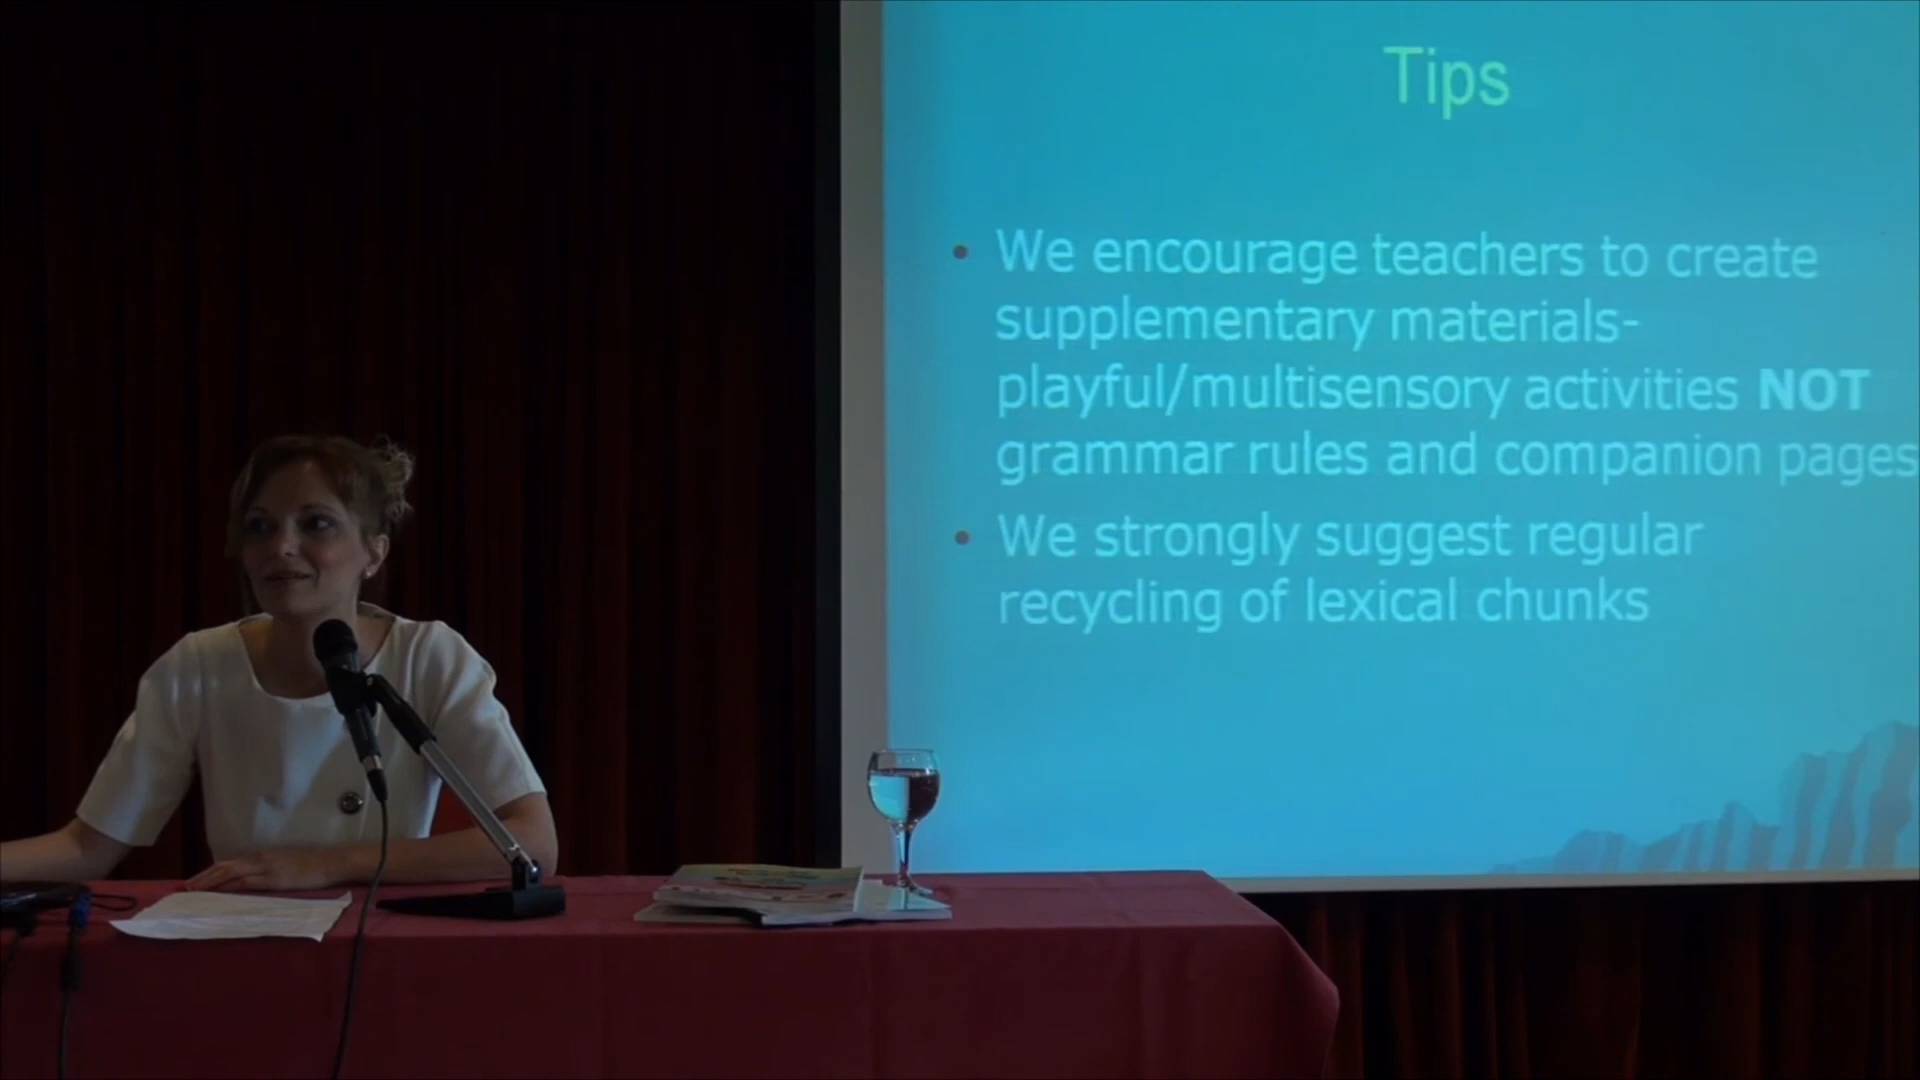 Tips
• We encourage teachers to create
supplementary materials-
playful/multisensory activities NOT
grammar rules and companion pages
• We strongly suggest regular
recycling of lexical chunks